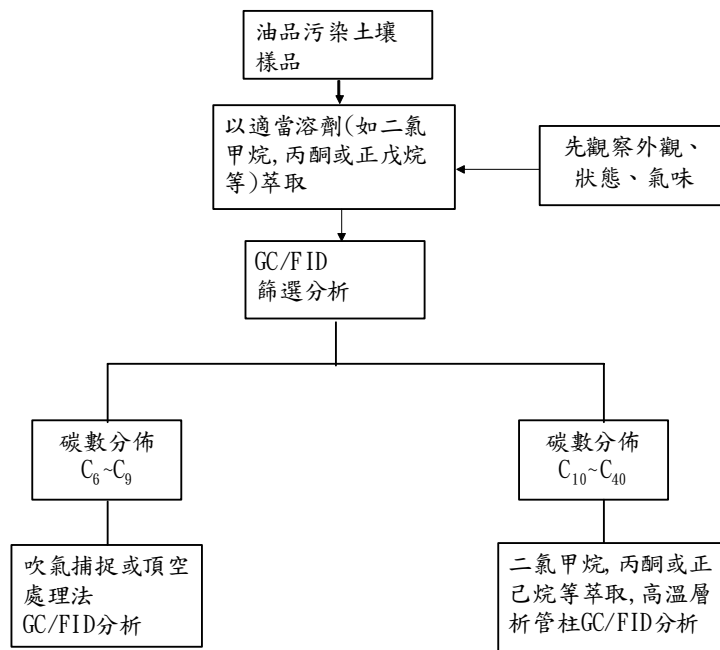 油品污染土壤
樣品
以適當溶劑(如二氯
甲烷,丙酮或正戊烷
等)萃取
先觀察外觀、
狀態、氣味
GC/FID
篩選分析
碳數分佈
C₆~C₉
碳數分佈
C₁₀~C₄₀
吹氣捕捉或頂空
處理法
GC/FID分析
二氯甲烷,丙酮或正
己烷等萃取,高溫層
析管柱GC/FID分析